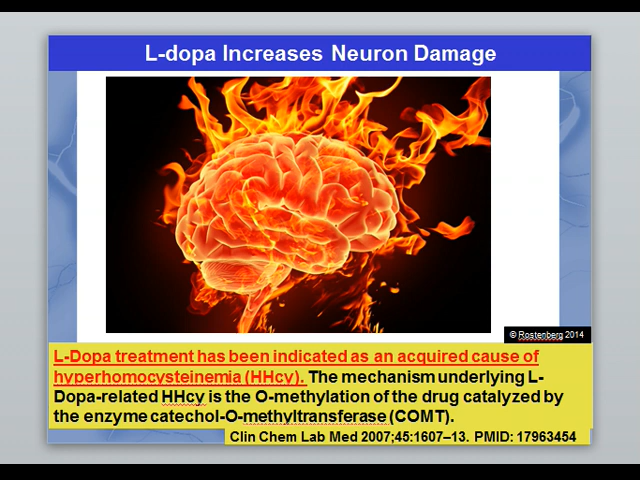 L-dopa Increases Neuron Damage
© Rostenberg 2014
L-Dopa treatment has been indicated as an acquired cause of
hyperhomocysteinemia (HHcy). The mechanism underlying L-
Dopa-related HHcy is the O-methylation of the drug catalyzed by
the enzyme catechol-O-methyltransferase (COMT).
Clin Chem Lab Med 2007;45:1607–13. PMID: 17963454